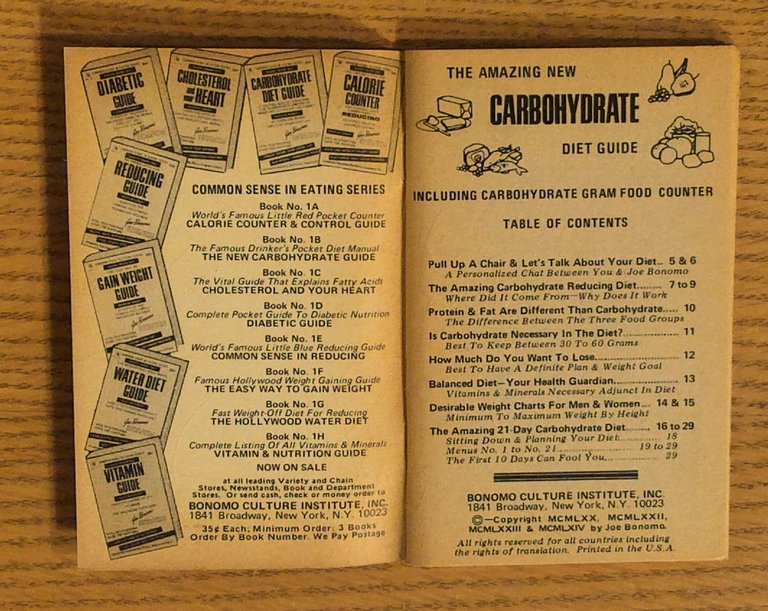 DIABETIC
GUIDE
CHOLESTEROL
and HEART
CARBOHYDRATE
DIET GUIDE
CALORIE
COUNTER
REDUCING
REDUCING
GUIDE
GAIN WEIGHT
GUIDE
WATER DIET
GUIDE
VITAMIN
GUIDE
COMMON SENSE IN EATING SERIES
Book No. 1A
World's Famous Little Red Pocket Counter
CALORIE COUNTER & CONTROL GUIDE
Book No. 1B
The Famous Drinker's Pocket Diet Manual
THE NEW CARBOHYDRATE GUIDE
Book No. 1C
The Vital Guide That Explains Fatty Acids
CHOLESTEROL AND YOUR HEART
Book No. 1D
Complete Pocket Guide To Diabetic Nutrition
DIABETIC GUIDE
Book No. 1E
World's Famous Little Blue Reducing Guide
COMMON SENSE IN REDUCING
Book No. 1F
Famous Hollywood Weight Gaining Guide
THE EASY WAY TO GAIN WEIGHT
Book No. 1G
Fast Weight-Off Diet For Reducing
THE HOLLYWOOD WATER DIET
Book No. 1H
Complete Listing Of All Vitamins & Minerals
VITAMIN & NUTRITION GUIDE
NOW ON SALE
at all leading Variety and Chain
Stores, Newsstands, Book and Department
Stores. Or send cash, check or money order to
BONOMO CULTURE INSTITUTE, INC.
1841 Broadway, New York, N.Y. 10023
35¢ Each; Minimum Order: 3 Books
Order By Book Number. We Pay Postage
THE AMAZING NEW
CARBOHYDRATE
DIET GUIDE
INCLUDING CARBOHYDRATE GRAM FOOD COUNTER
TABLE OF CONTENTS
Pull Up A Chair & Let's Talk About Your Diet.. 5 & 6
A Personalized Chat Between You & Joe Bonomo
The Amazing Carbohydrate Reducing Diet........ 7 to 9
Where Did It Come From—Why Does It Work
Protein & Fat Are Different Than Carbohydrate..... 10
The Difference Between The Three Food Groups
Is Carbohydrate Necessary In The Diet?............... 11
Best To Keep Between 30 To 60 Grams
How Much Do You Want To Lose...................... 12
Best To Have A Definite Plan & Weight Goal
Balanced Diet—Your Health Guardian................. 13
Vitamins & Minerals Necessary Adjunct In Diet
Desirable Weight Charts For Men & Women.... 14 & 15
Minimum To Maximum Weight By Height
The Amazing 21-Day Carbohydrate Diet........ 16 to 29
Sitting Down & Planning Your Diet............ 18
Menus No. 1 to No. 21..................... 19 to 29
The First 10 Days Can Fool You............... 29
BONOMO CULTURE INSTITUTE, INC.
1841 Broadway, New York, N.Y. 10023
©—Copyright MCMLXX, MCMLXXII,
MCMLXXIII & MCMLXIV by Joe Bonomo.
All rights reserved for all countries including
the rights of translation. Printed in the U.S.A.